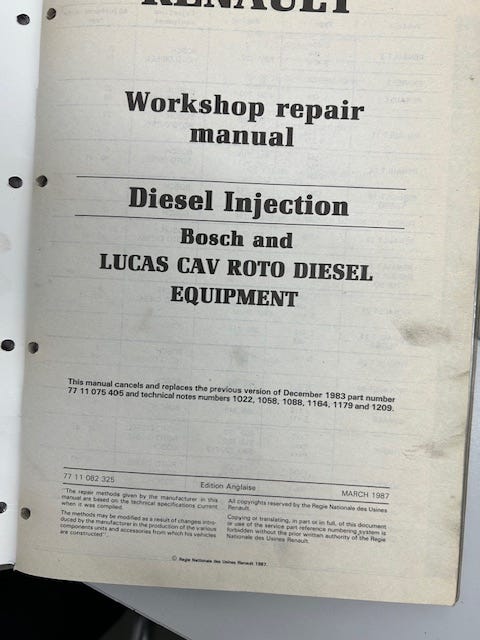 RENAULT
Workshop repair
manual
Diesel Injection
Bosch and
LUCAS CAV ROTO DIESEL
EQUIPMENT
This manual cancels and replaces the previous version of December 1983 part number
77 11 075 405 and technical notes numbers 1022, 1058, 1088, 1164, 1179 and 1209.
77 11 082 325
Edition Anglaise
MARCH 1987
"The repair methods given by the manufacturer in this
manual are based on the technical specifications current
when it was compiled.
The methods may be modified as a result of changes intro-
duced by the manufacturer in the production of the various
component units and accessories from which his vehicles
are constructed".
All copyrights reserved by the Regie Nationale des Usines
Renault.
Copying or translating, in part or in full, of this document
or use of the service part reference numbering system is
forbidden without the prior written authority of the Regie
Nationale des Usines Renault.
© Regie Nationale des Usines Renault 1987.